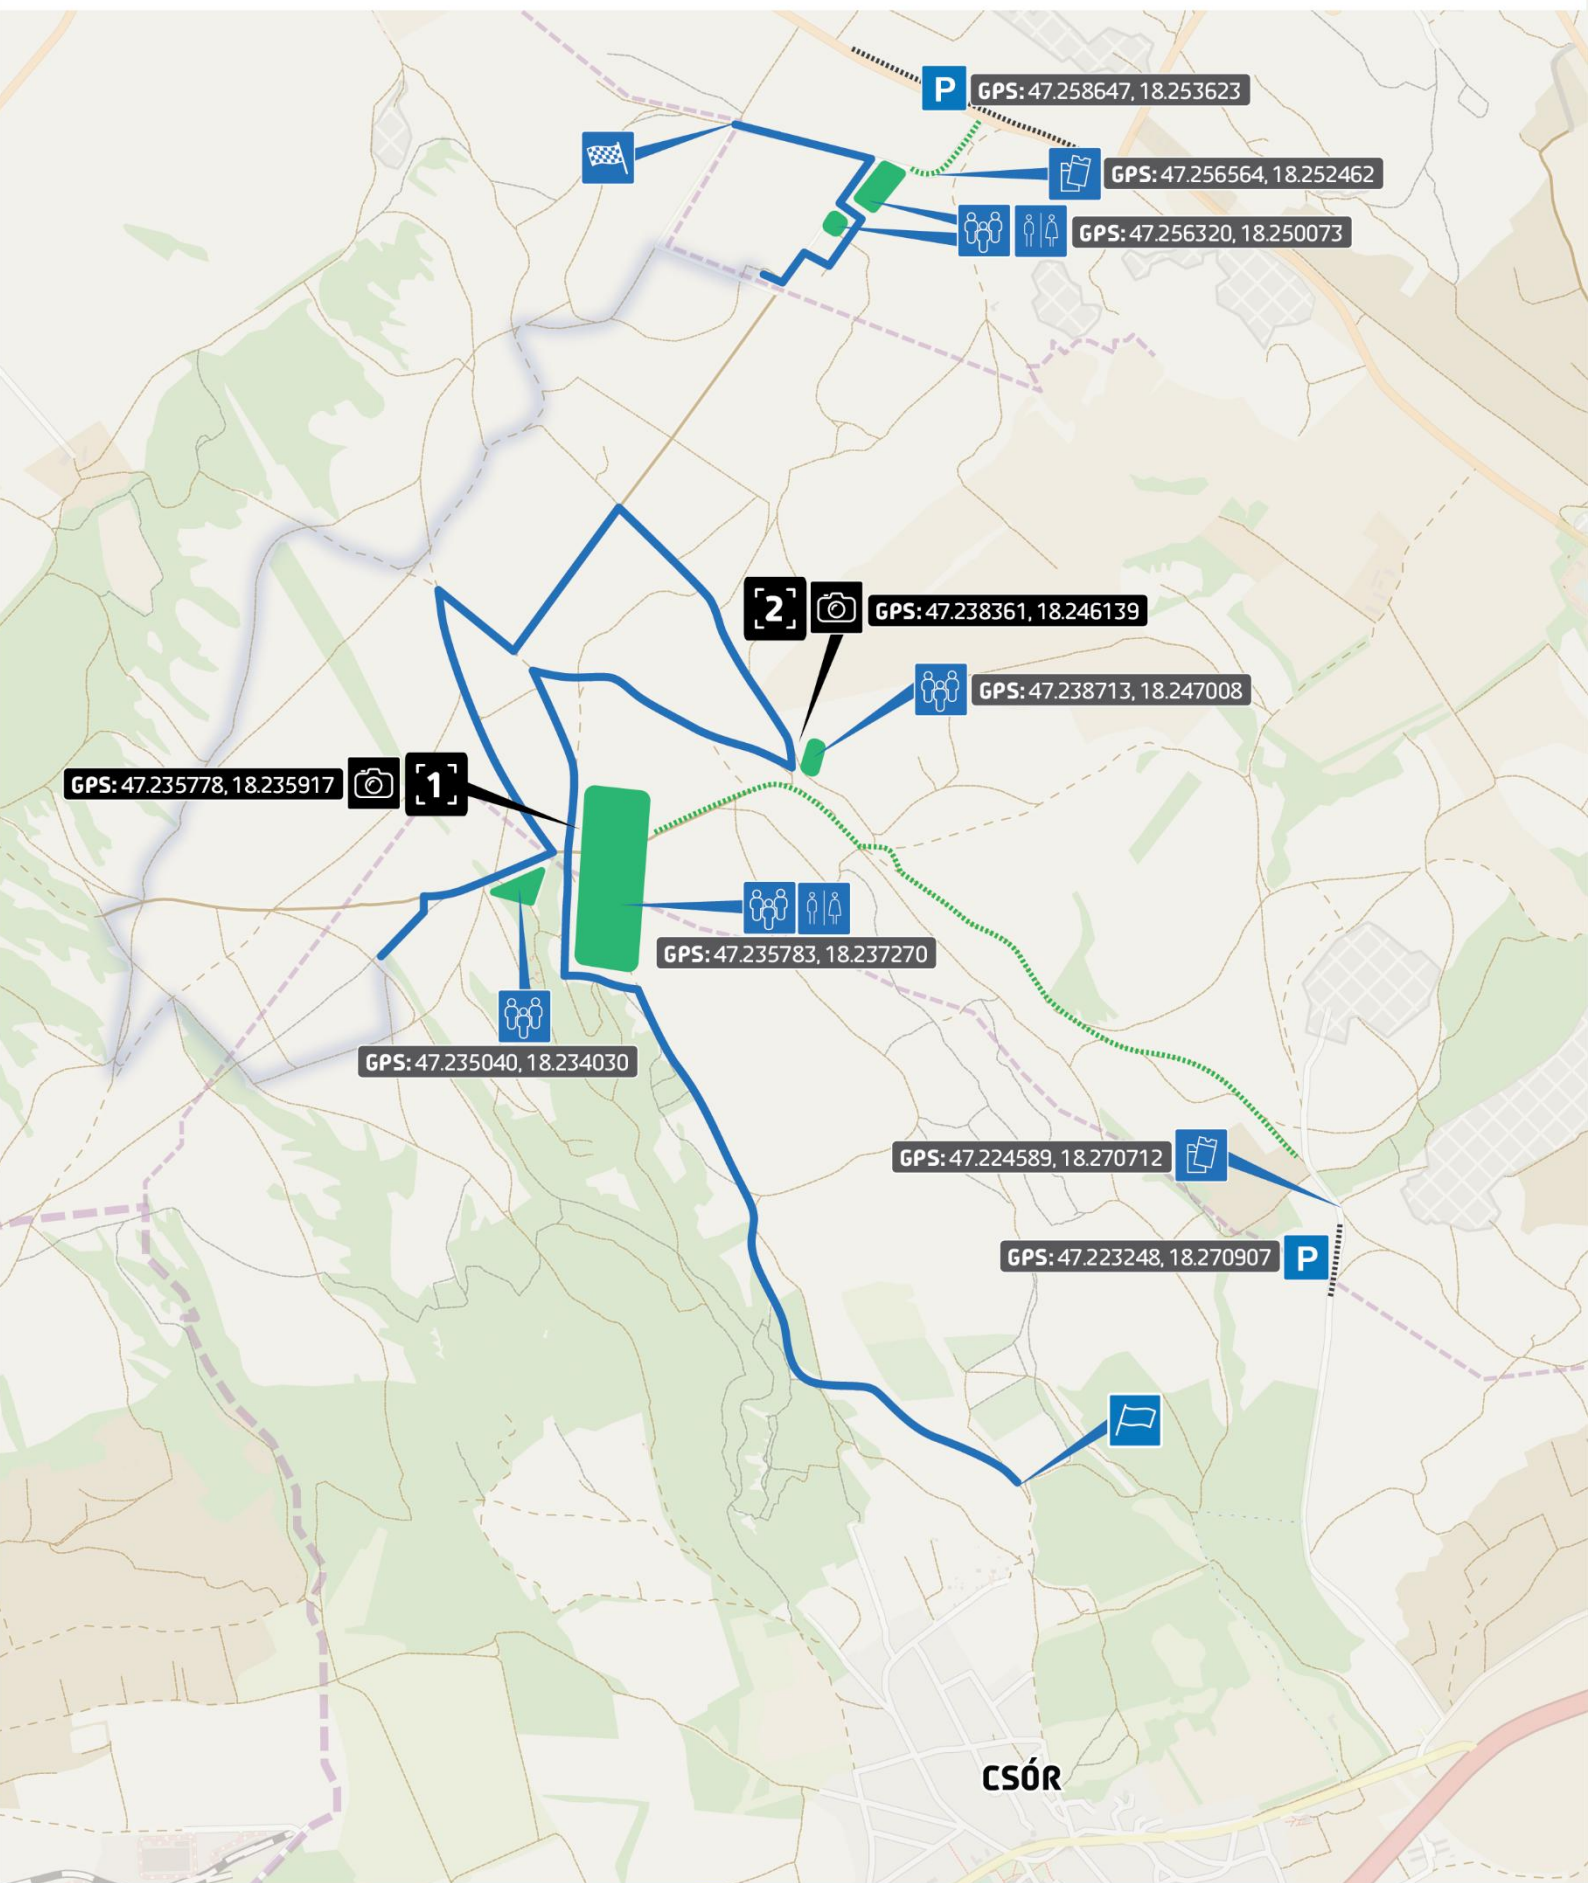 P
GPS: 47.258647, 18.253623
GPS: 47.256564, 18.252462
GPS: 47.256320, 18.250073
2
GPS: 47.238361, 18.246139
GPS: 47.238713, 18.247008
GPS: 47.235778, 18.235917
1
GPS: 47.235783, 18.237270
GPS: 47.235040, 18.234030
GPS: 47.224589, 18.270712
GPS: 47.223248, 18.270907
P
CSÓR